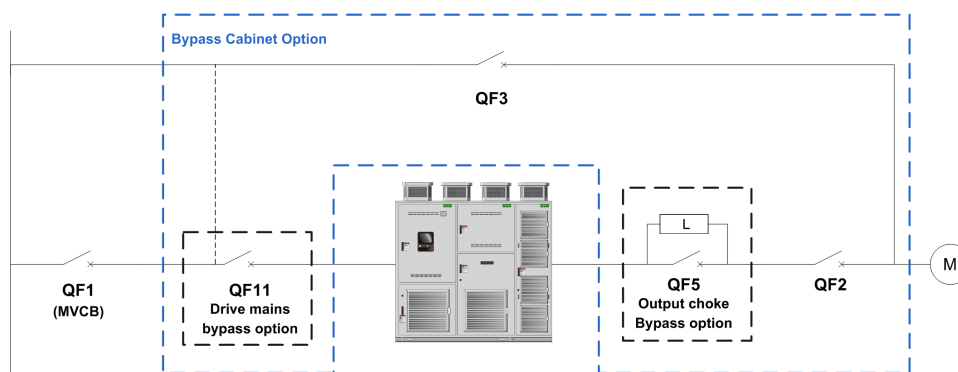 Bypass Cabinet Option
QF3
L
M
QF1
(MVCB)
QF11
Drive mains
bypass option
QF5
Output choke
Bypass option
QF2